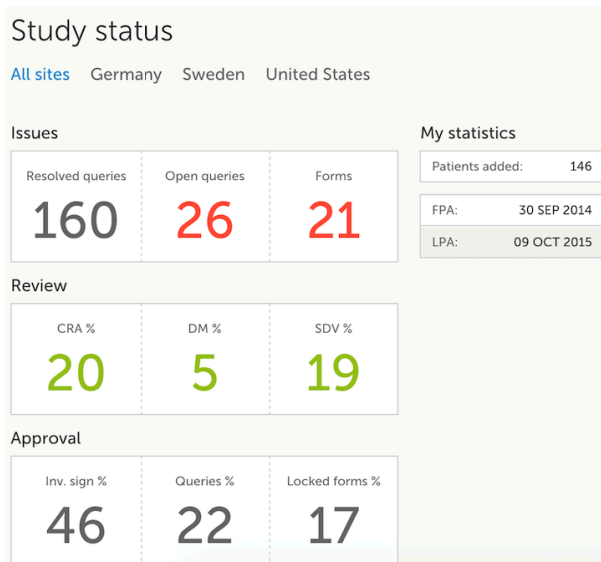 Study status
All sites Germany Sweden United States
Issues
Resolved queries Open queries Forms
160 26 21
Review
CRA % DM % SDV %
20 5 19
Approval
Inv. sign % Queries % Locked forms %
46 22 17
My statistics
Patients added: 146
FPA: 30 SEP 2014
LPA: 09 OCT 2015